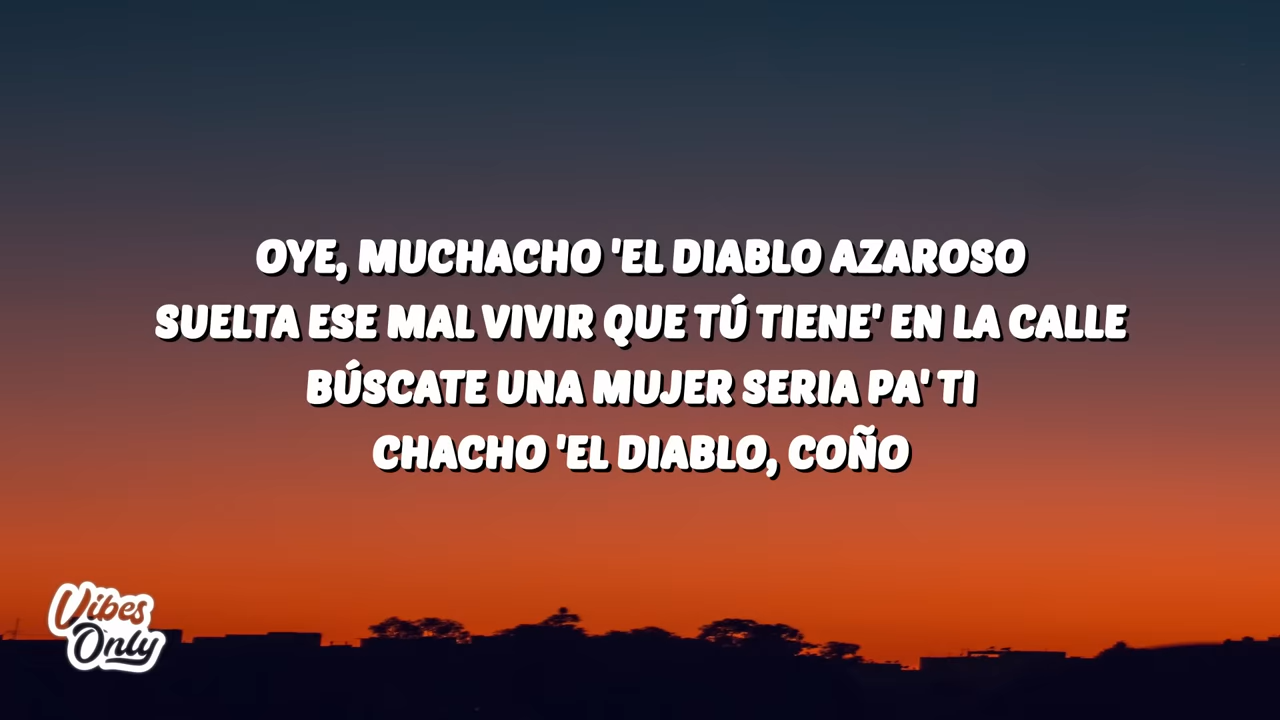 OYE, MUCHACHO 'EL DIABLO AZAROSO
SUELTA ESE MAL VIVIR QUE TÚ TIENE' EN LA CALLE
BÚSCATE UNA MUJER SERIA PA' TI
CHACHO 'EL DIABLO, COÑO
Vibes
Only